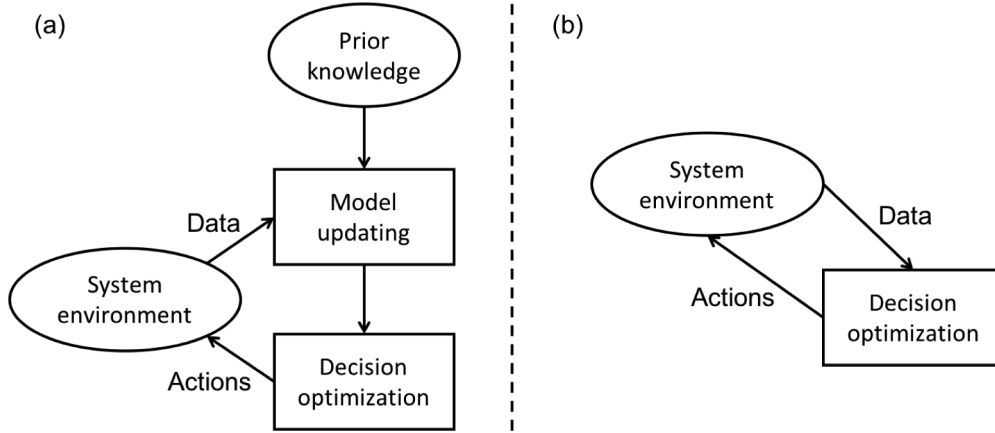 (a)
Prior
knowledge
Model
updating
Data
System
environment
Decision
optimization
Actions
(b)
System
environment
Data
Actions
Decision
optimization